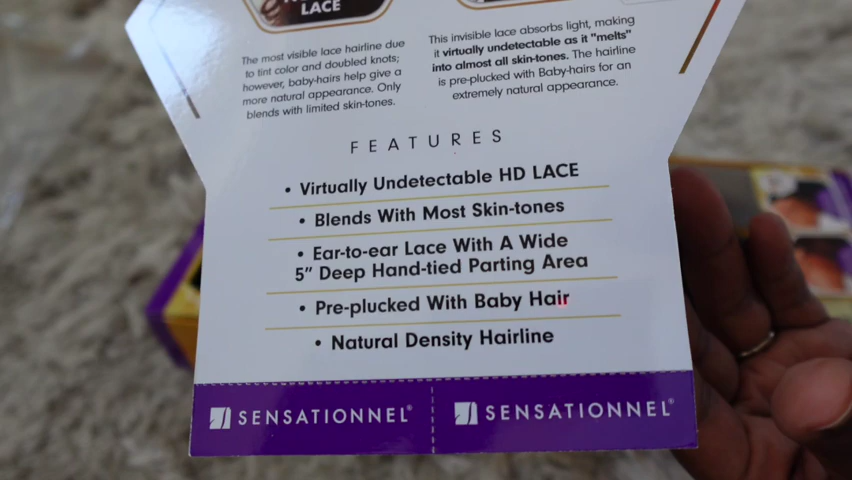 LACE
The most visible lace hairline due
to tint color and doubled knots;
however, baby-hairs help give a
more natural appearance. Only
blends with limited skin-tones.
This invisible lace absorbs light, making
it virtually undetectable as it "melts"
into almost all skin-tones. The hairline
is pre-plucked with Baby-hairs for an
extremely natural appearance.
FEATURES
• Virtually Undetectable HD LACE
• Blends With Most Skin-tones
• Ear-to-ear Lace With A Wide
5" Deep Hand-tied Parting Area
• Pre-plucked With Baby Hair
• Natural Density Hairline
SENSATIONNEL®
SENSATIONNEL®